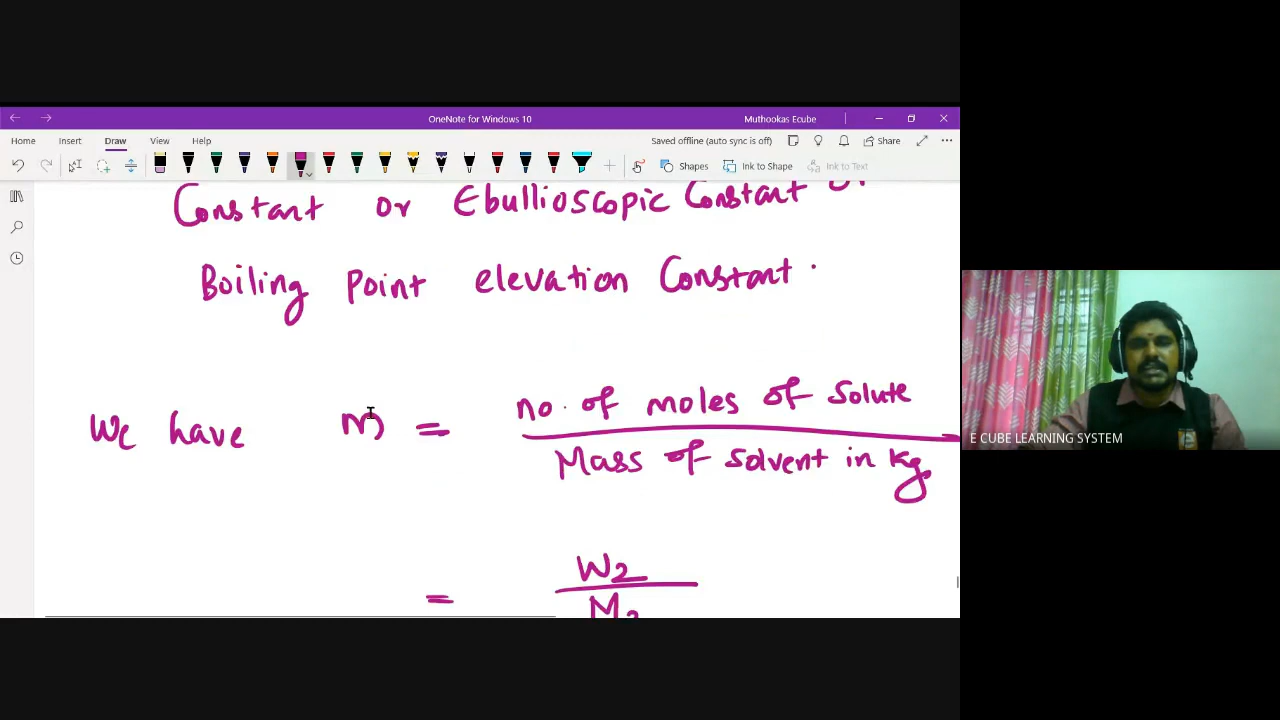 OneNote for Windows 10
Muthookas Ecube
Home Insert Draw View Help
Saved offline (auto sync is off)
Share
Shapes
Ink to Shape
Ink to Text
Constant or Ebullioscopic Constant or
Boiling Point elevation Constant.
We have m = no. of moles of solute
Mass of solvent in kg
= W2
M2
E CUBE LEARNING SYSTEM